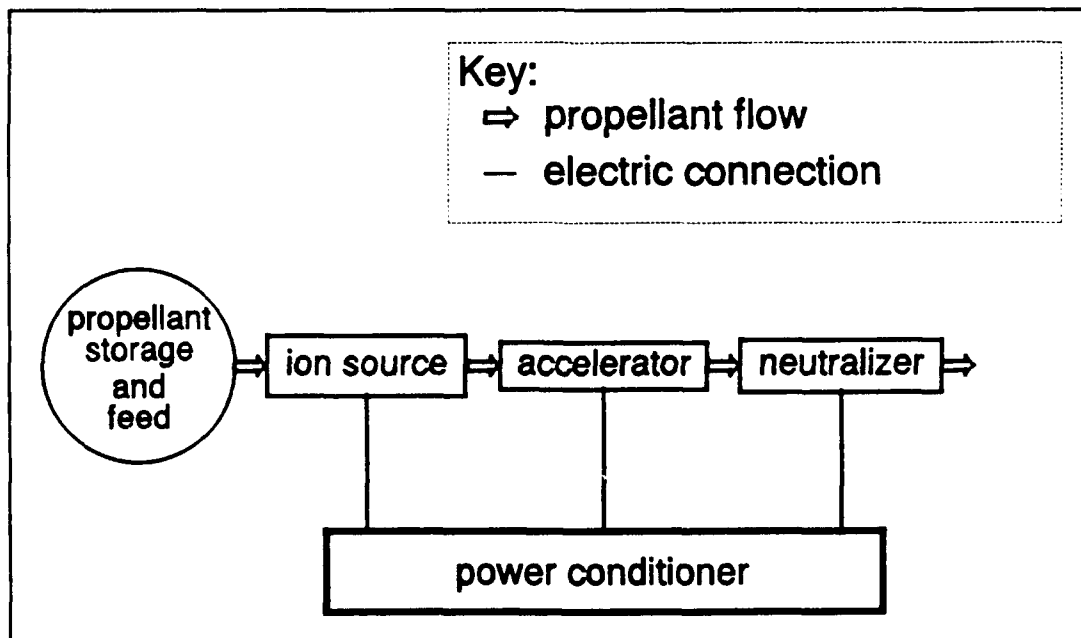 Key:
⇨ propellant flow
— electric connection
propellant
storage
and
feed
ion source
accelerator
neutralizer
power conditioner